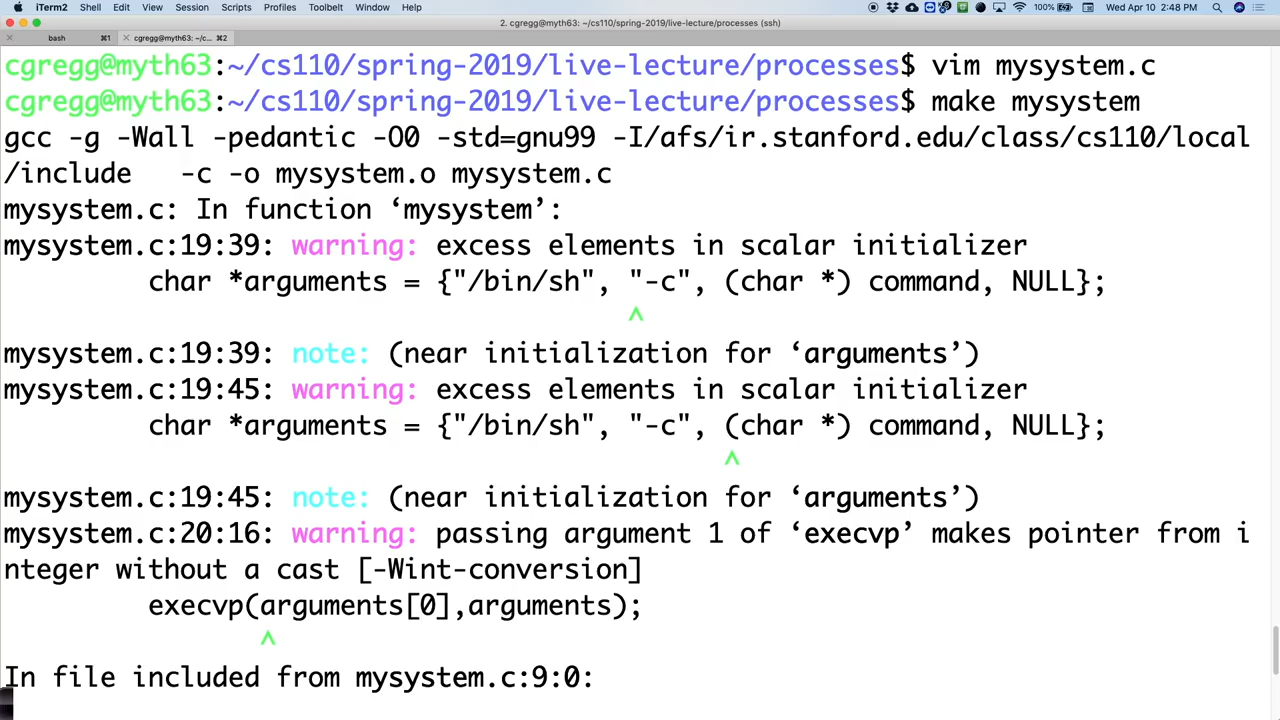 iTerm2 Shell Edit View Session Scripts Profiles Toolbelt Window Help 100% Wed Apr 10 2:48 PM
2. cgregg@myth63: ~/cs110/spring-2019/live-lecture/processes (ssh)
bash ⌘1 cgregg@myth63: ~/c... ⌘2
cgregg@myth63:~/cs110/spring-2019/live-lecture/processes$ vim mysystem.c
cgregg@myth63:~/cs110/spring-2019/live-lecture/processes$ make mysystem
gcc -g -Wall -pedantic -O0 -std=gnu99 -I/afs/ir.stanford.edu/class/cs110/local
/include   -c -o mysystem.o mysystem.c
mysystem.c: In function ‘mysystem’:
mysystem.c:19:39: warning: excess elements in scalar initializer
         char *arguments = {"/bin/sh", "-c", (char *) command, NULL};
                                       ^
mysystem.c:19:39: note: (near initialization for ‘arguments’)
mysystem.c:19:45: warning: excess elements in scalar initializer
         char *arguments = {"/bin/sh", "-c", (char *) command, NULL};
                                             ^
mysystem.c:19:45: note: (near initialization for ‘arguments’)
mysystem.c:20:16: warning: passing argument 1 of ‘execvp’ makes pointer from i
nteger without a cast [-Wint-conversion]
         execvp(arguments[0],arguments);
                ^
In file included from mysystem.c:9:0: